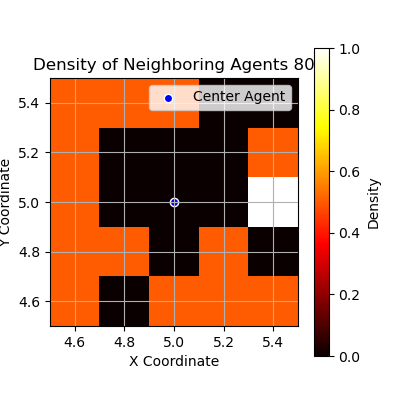 Density of Neighboring Agents 80
Center Agent
5.4
5.2
5.0
4.8
4.6
Y Coordinate
4.6 4.8 5.0 5.2 5.4
X Coordinate
1.0
0.8
0.6
0.4
0.2
0.0
Density